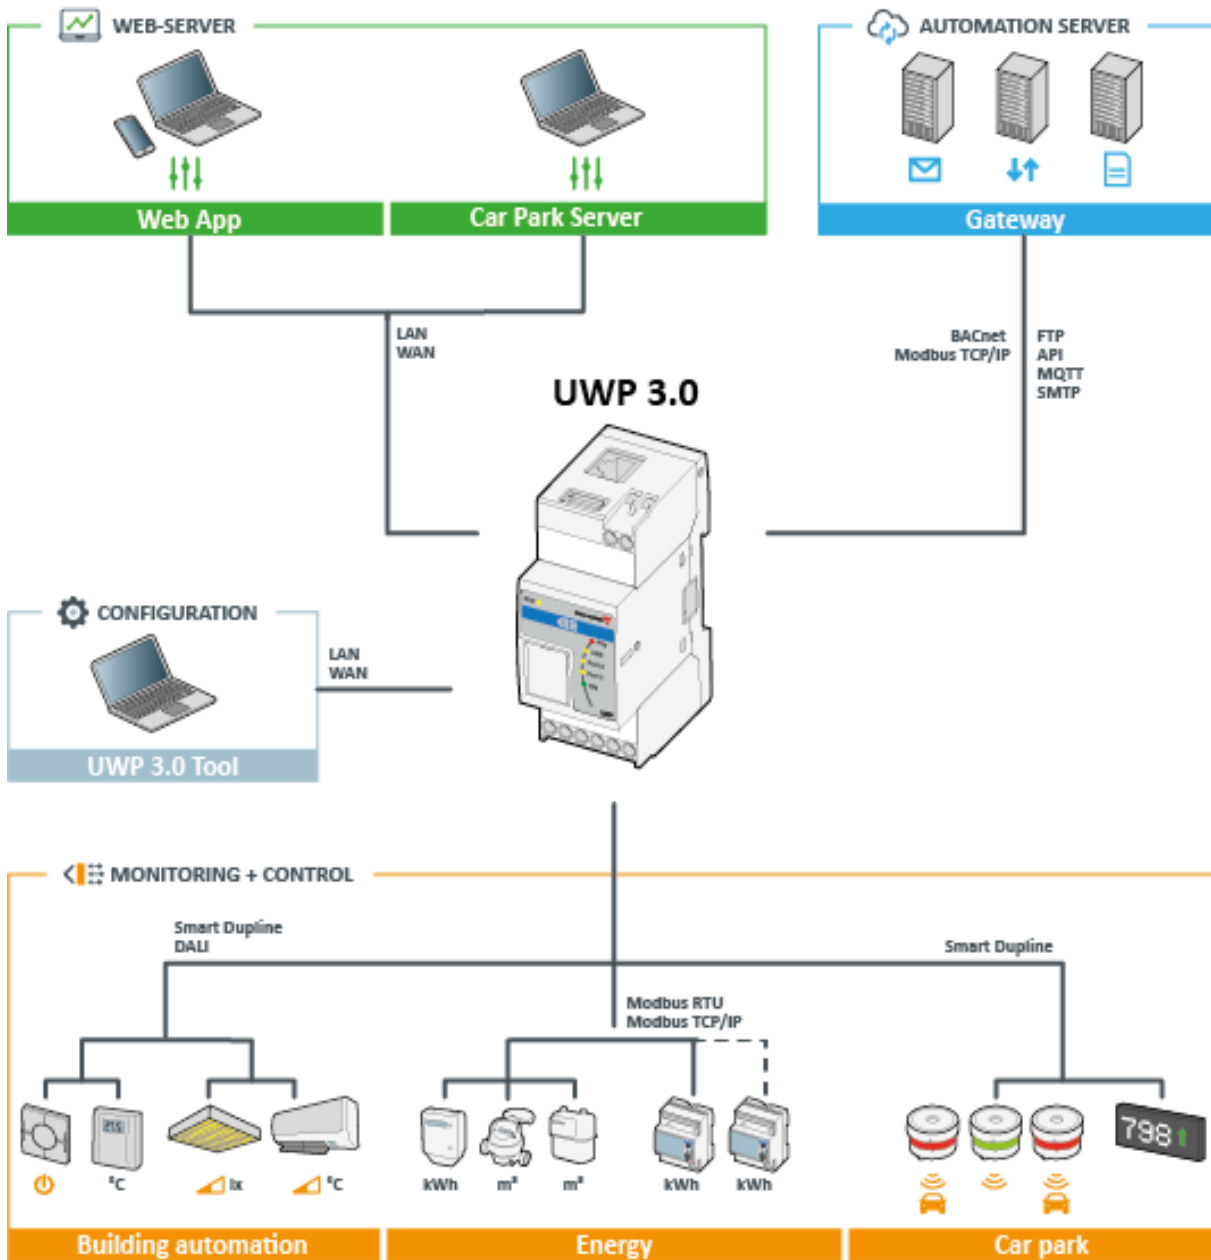 WEB-SERVER
AUTOMATION SERVER
Web App
Car Park Server
Gateway
LAN
WAN
BACnet
Modbus TCP/IP
FTP
API
MQTT
SMTP
UWP 3.0
CONFIGURATION
LAN
WAN
UWP 3.0 Tool
MONITORING + CONTROL
Smart Dupline
DALI
Smart Dupline
Modbus RTU
Modbus TCP/IP
21.5
798
°C
lx
°C
kWh
m³
m³
kWh
kWh
Building automation
Energy
Car park